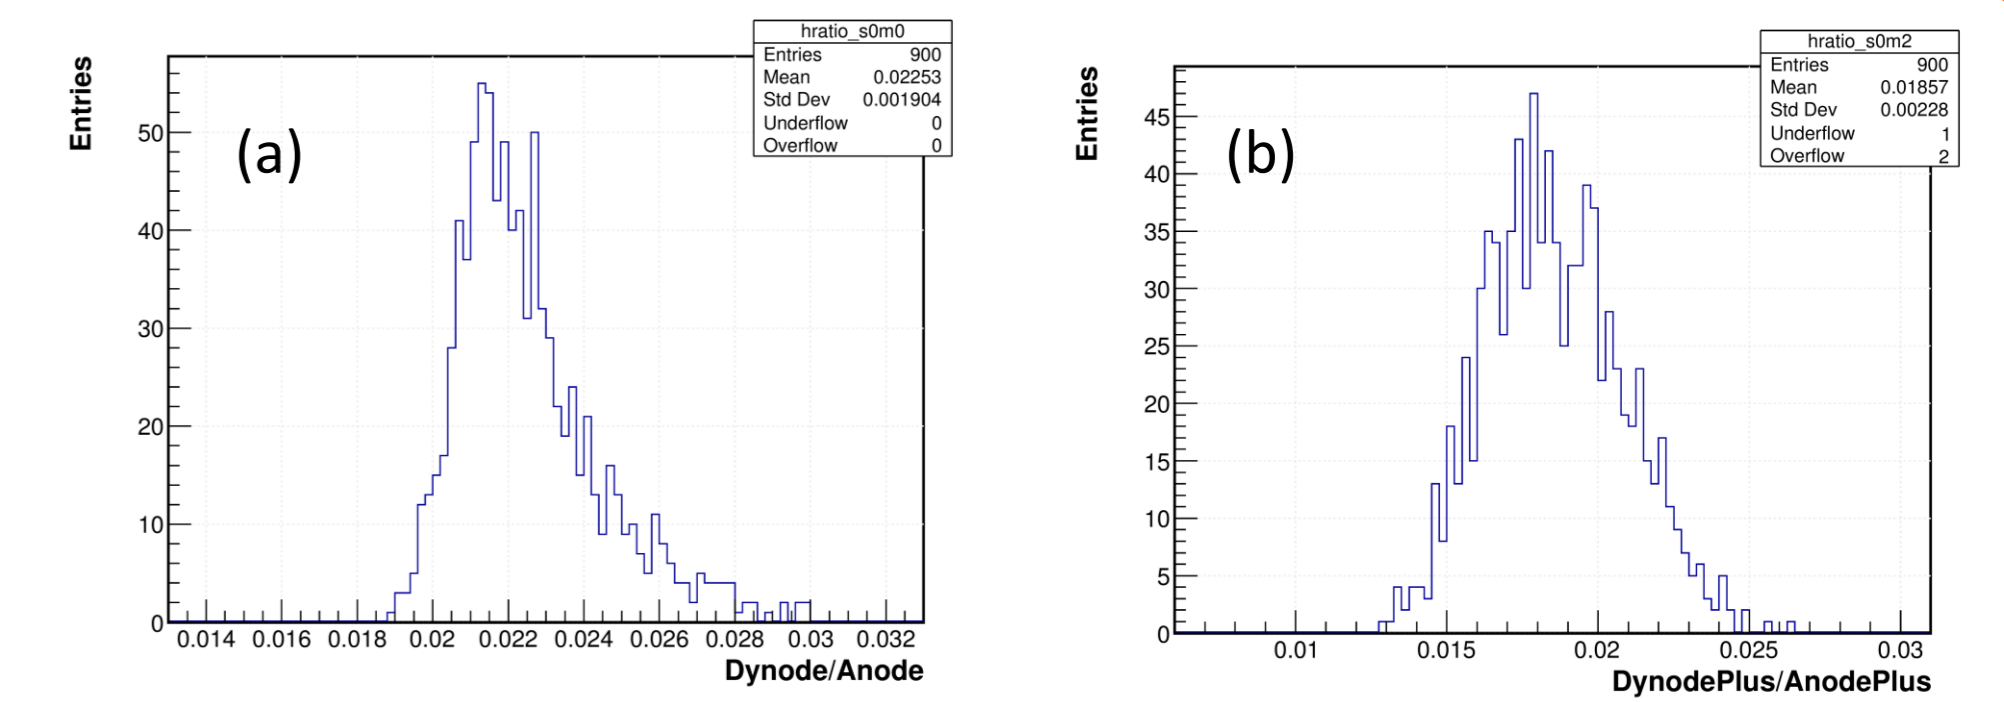 hratio_s0m0
Entries 900
Mean 0.02253
Std Dev 0.001904
Underflow 0
Overflow 0
Entries
(a)
50
40
30
20
10
0
0.014 0.016 0.018 0.02 0.022 0.024 0.026 0.028 0.03 0.032
Dynode/Anode
hratio_s0m2
Entries 900
Mean 0.01857
Std Dev 0.00228
Underflow 1
Overflow 2
Entries
(b)
45
40
35
30
25
20
15
10
5
0
0.01 0.015 0.02 0.025 0.03
DynodePlus/AnodePlus